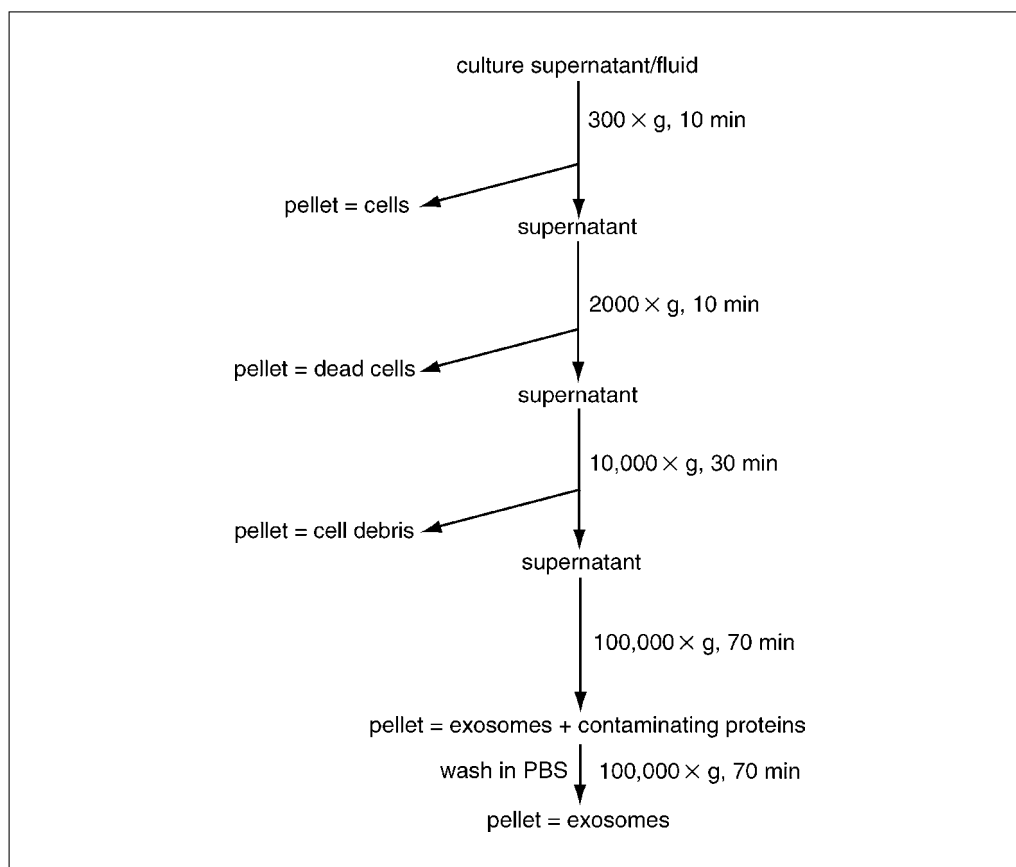 culture supernatant/fluid
300 × g, 10 min
pellet = cells
supernatant
2000 × g, 10 min
pellet = dead cells
supernatant
10,000 × g, 30 min
pellet = cell debris
supernatant
100,000 × g, 70 min
pellet = exosomes + contaminating proteins
wash in PBS 100,000 × g, 70 min
pellet = exosomes